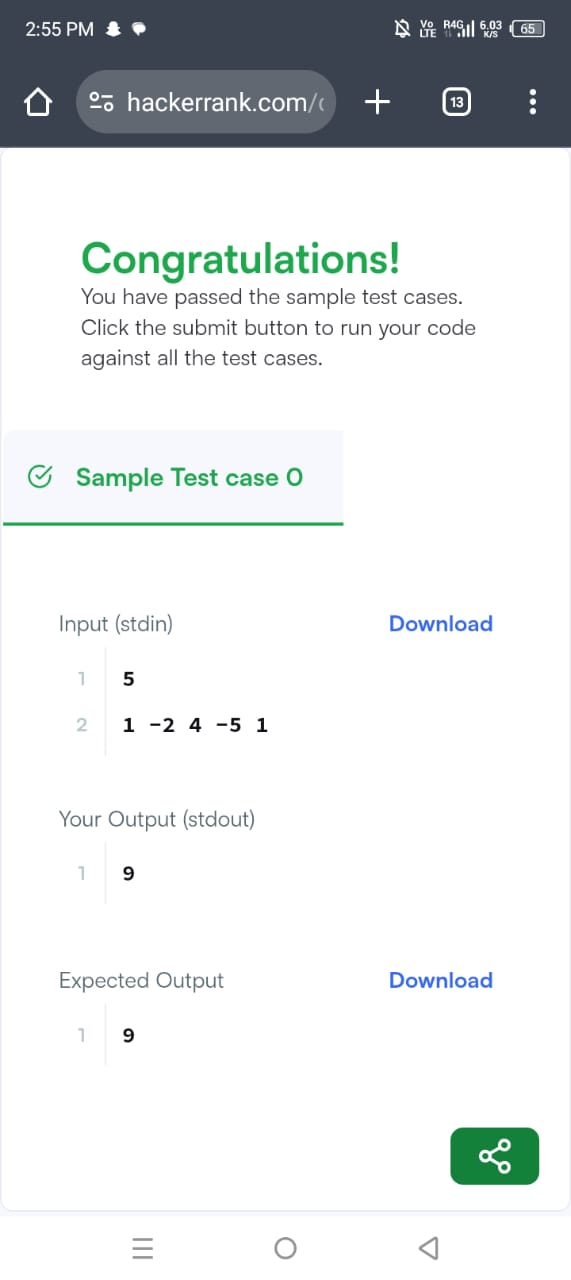 2:55 PM Vo LTE R4G 6.03 K/S 65
hackerrank.com/ 13
Congratulations!
You have passed the sample test cases.
Click the submit button to run your code
against all the test cases.
Sample Test case 0
Input (stdin) Download
1 5
2 1 -2 4 -5 1
Your Output (stdout)
1 9
Expected Output Download
1 9